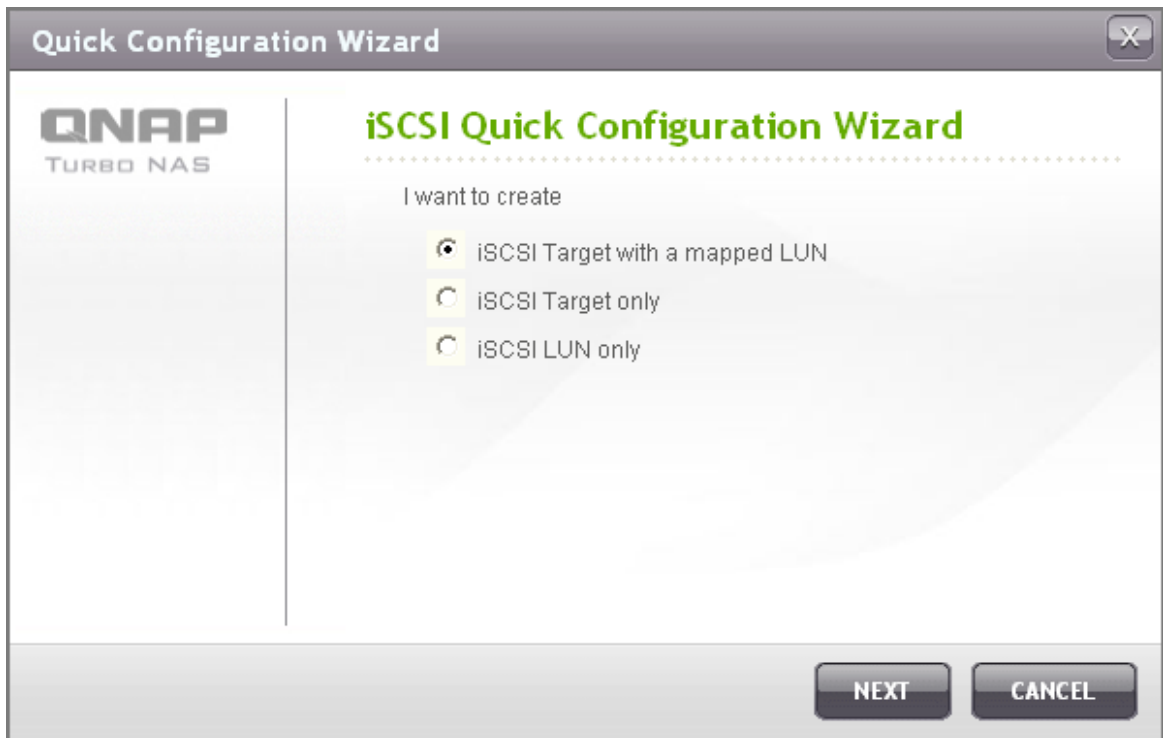 Quick Configuration Wizard
X
QNAP
TURBO NAS
iSCSI Quick Configuration Wizard
I want to create
iSCSI Target with a mapped LUN
iSCSI Target only
iSCSI LUN only
NEXT
CANCEL